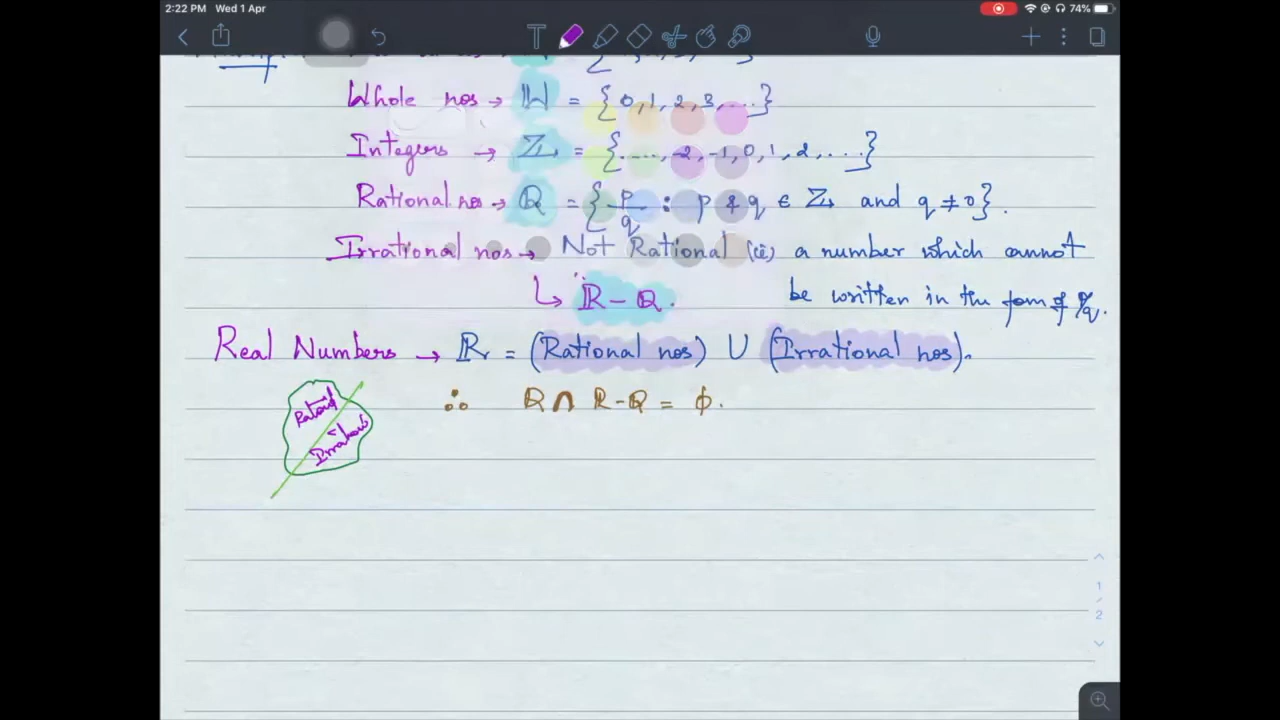 2:22 PM Wed 1 Apr
74%
Whole nos → W = {0, 1, 2, 3, ...}
Integers → Z = {...., -2, -1, 0, 1, 2, ....}
Rational nos → Q = {p/q : p & q ∈ Z and q ≠ 0}.
Irrational nos → Not Rational (ie) a number which cannot
be written in the form of p/q.
↳ R - Q.
Real Numbers → R = (Rational nos) ∪ (Irrational nos).
∴ Q ∩ R - Q = ϕ.
Rational
Irrational
1
2